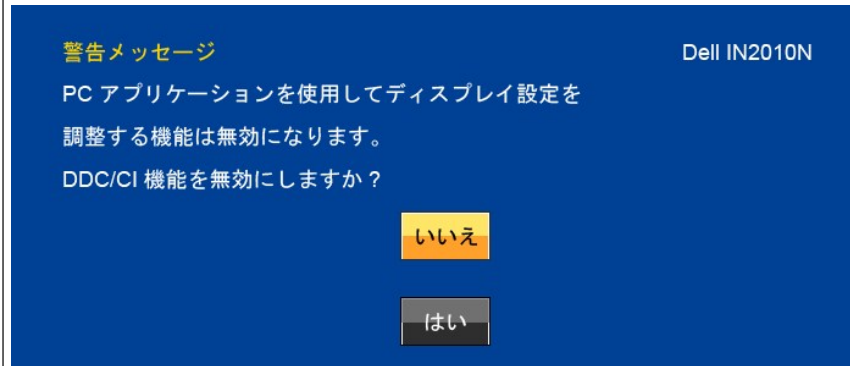 警告メッセージ
Dell IN2010N
PC アプリケーションを使用してディスプレイ設定を
調整する機能は無効になります。
DDC/CI 機能を無効にしますか？
いいえ
はい